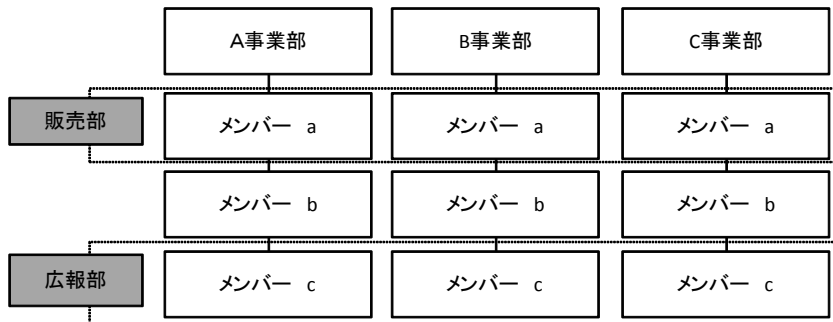 A事業部 B事業部 C事業部
販売部 メンバー a メンバー a メンバー a
メンバー b メンバー b メンバー b
広報部 メンバー c メンバー c メンバー c